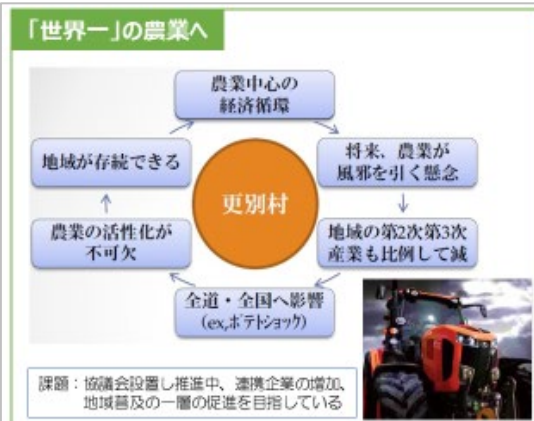 「世界一」の農業へ
農業中心の
経済循環
将来、農業が
風邪を引く懸念
地域の第2次第3次
産業も比例して減
全道・全国へ影響
(ex,ポテトショック)
農業の活性化が
不可欠
地域が存続できる
更別村
課題：協議会設置し推進中、連携企業の増加、
地域普及の一層の促進を目指している